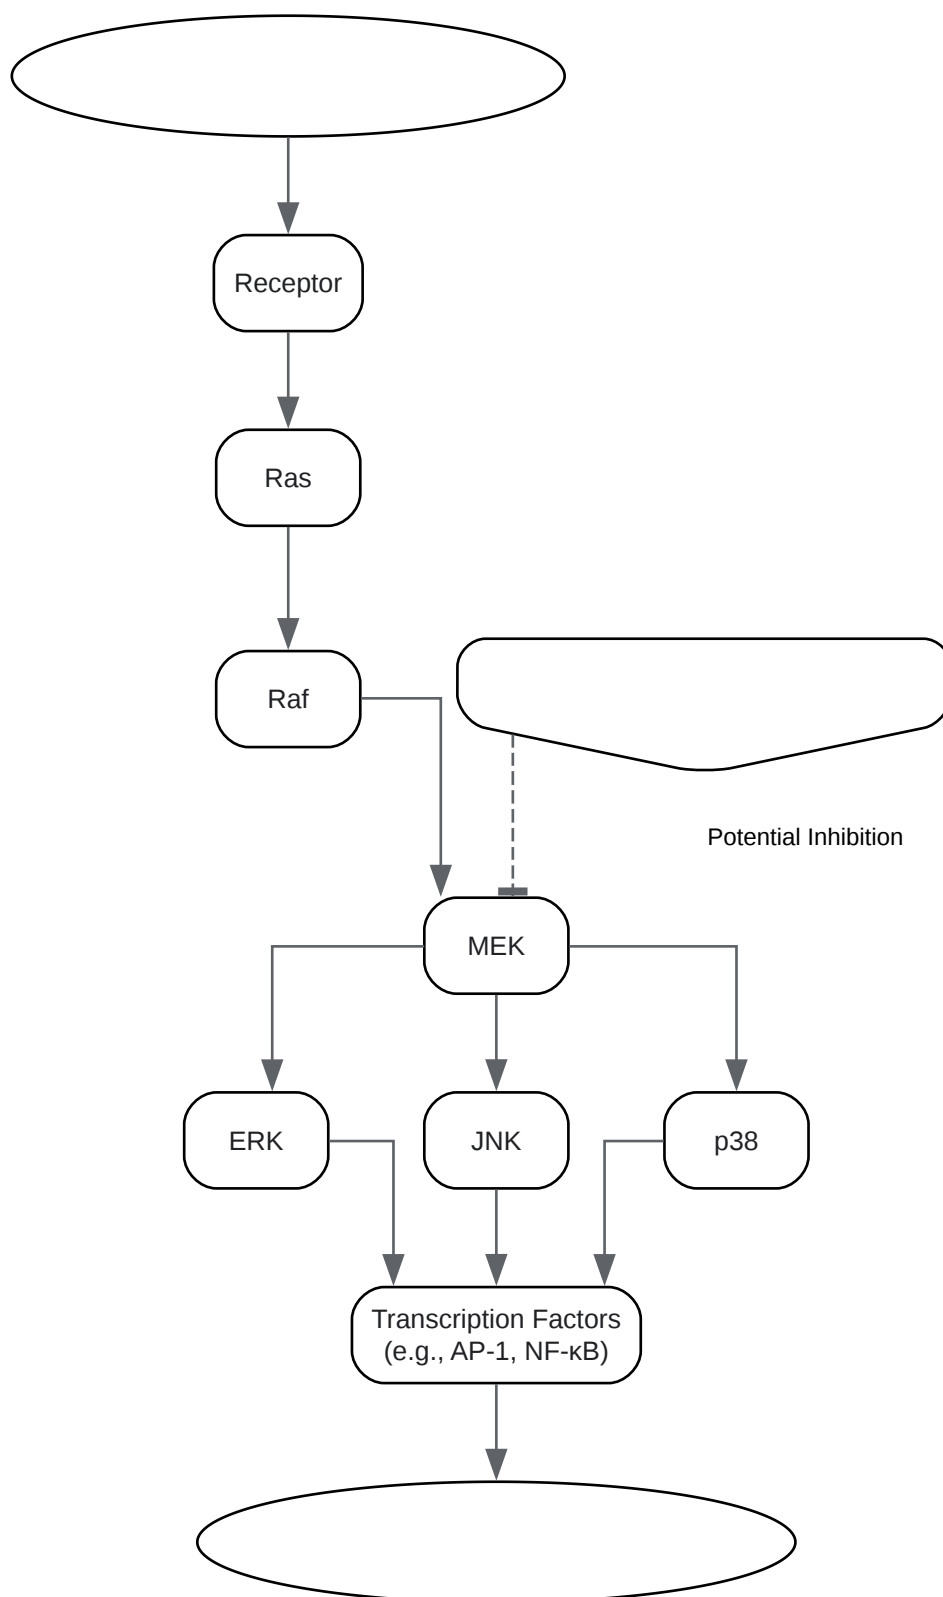 Receptor
Ras
Raf
Potential Inhibition
MEK
ERK
JNK
p38
Transcription Factors
(e.g., AP-1, NF-κB)